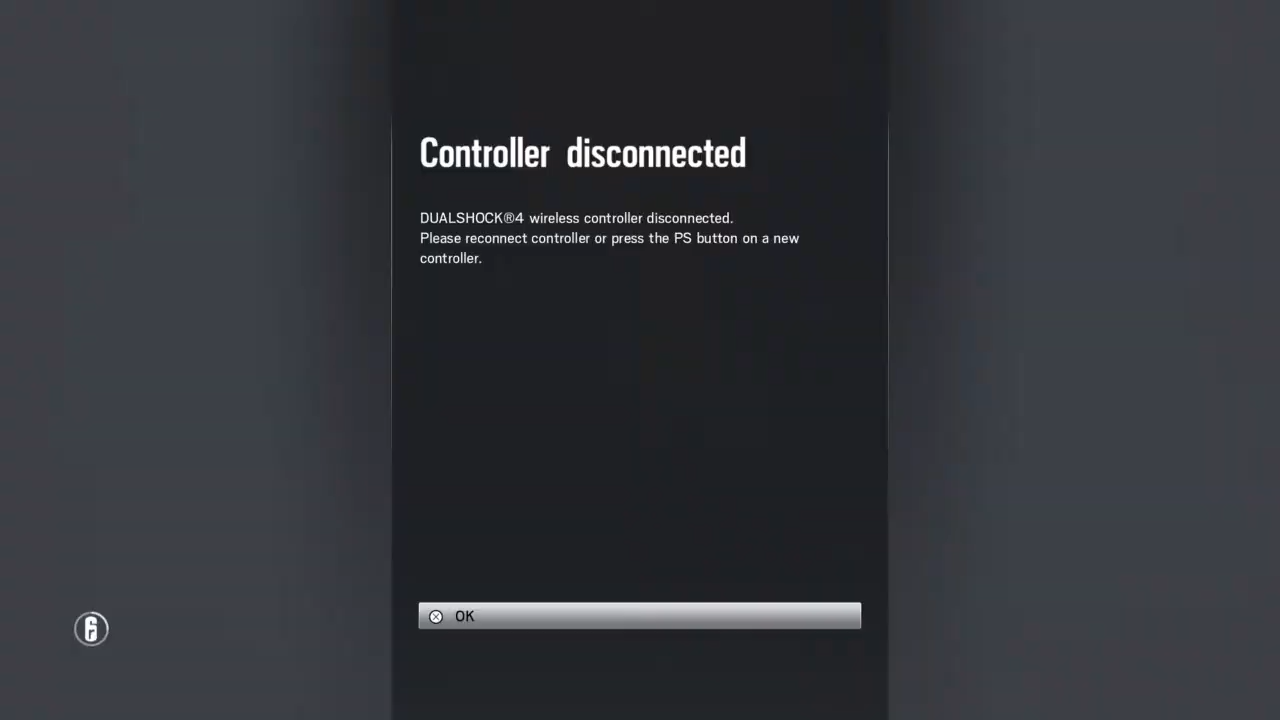 Controller disconnected
DUALSHOCK®4 wireless controller disconnected.
Please reconnect controller or press the PS button on a new
controller.
OK
6